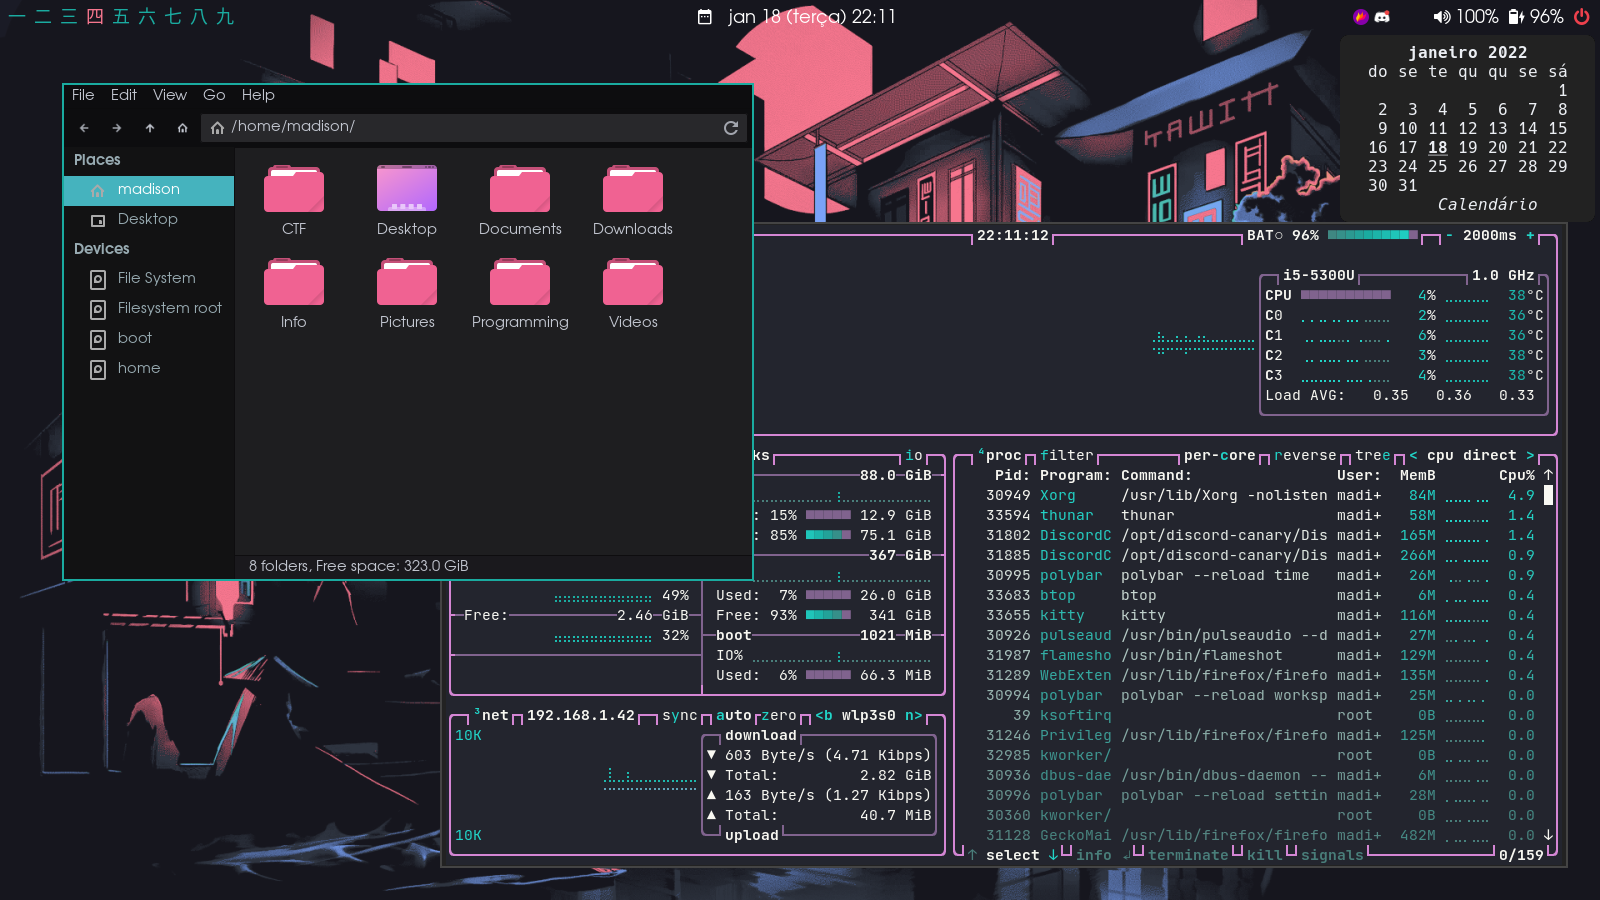 一 二 三 四 五 六 七 八 九
jan 18 (terça) 22:11
100% 96%
janeiro 2022
do se te qu qu se sá
1
2 3 4 5 6 7 8
9 10 11 12 13 14 15
16 17 18 19 20 21 22
23 24 25 26 27 28 29
30 31
Calendário
File Edit View Go Help
/home/madison/
Places
madison
Desktop
Devices
File System
Filesystem root
boot
home
CTF Desktop Documents Downloads
Info Pictures Programming Videos
8 folders, Free space: 323.0 GiB
22:11:12 BAT○ 96% - 2000ms +
i5-5300U 1.0 GHz
CPU 4% 38°C
C0 2% 36°C
C1 6% 36°C
C2 3% 38°C
C3 4% 38°C
Load AVG: 0.35 0.36 0.33
ks io
88.0 GiB
: 15% 12.9 GiB
: 85% 75.1 GiB
367 GiB
49% Used: 7% 26.0 GiB
Free: 2.46 GiB Free: 93% 341 GiB
32% boot 1021 MiB
IO%
Used: 6% 66.3 MiB
³net 192.168.1.42 sync auto zero <b wlp3s0 n>
10K
download
▼ 603 Byte/s (4.71 Kibps)
▼ Total: 2.82 GiB
▲ 163 Byte/s (1.27 Kibps)
▲ Total: 40.7 MiB
10K
upload
⁴proc filter per-core reverse tree < cpu direct >
Pid: Program: Command: User: MemB Cpu% ↑
30949 Xorg /usr/lib/Xorg -nolisten madi+ 84M 4.9
33594 thunar thunar madi+ 58M 1.4
31802 DiscordC /opt/discord-canary/Dis madi+ 165M 1.4
31885 DiscordC /opt/discord-canary/Dis madi+ 266M 0.9
30995 polybar polybar --reload time madi+ 26M 0.9
33683 btop btop madi+ 6M 0.4
33655 kitty kitty madi+ 116M 0.4
30926 pulseaud /usr/bin/pulseaudio --d madi+ 27M 0.4
31987 flamesho /usr/bin/flameshot madi+ 129M 0.4
31289 WebExten /usr/lib/firefox/firefo madi+ 135M 0.4
30994 polybar polybar --reload worksp madi+ 25M 0.0
39 ksoftirq root 0B 0.0
31246 Privileg /usr/lib/firefox/firefo madi+ 125M 0.0
32985 kworker/ root 0B 0.0
30936 dbus-dae /usr/bin/dbus-daemon -- madi+ 6M 0.0
30996 polybar polybar --reload settin madi+ 28M 0.0
30360 kworker/ root 0B 0.0
31128 GeckoMai /usr/lib/firefox/firefo madi+ 482M 0.0 ↓
↑ select ↓ info ↲ terminate kill signals 0/159